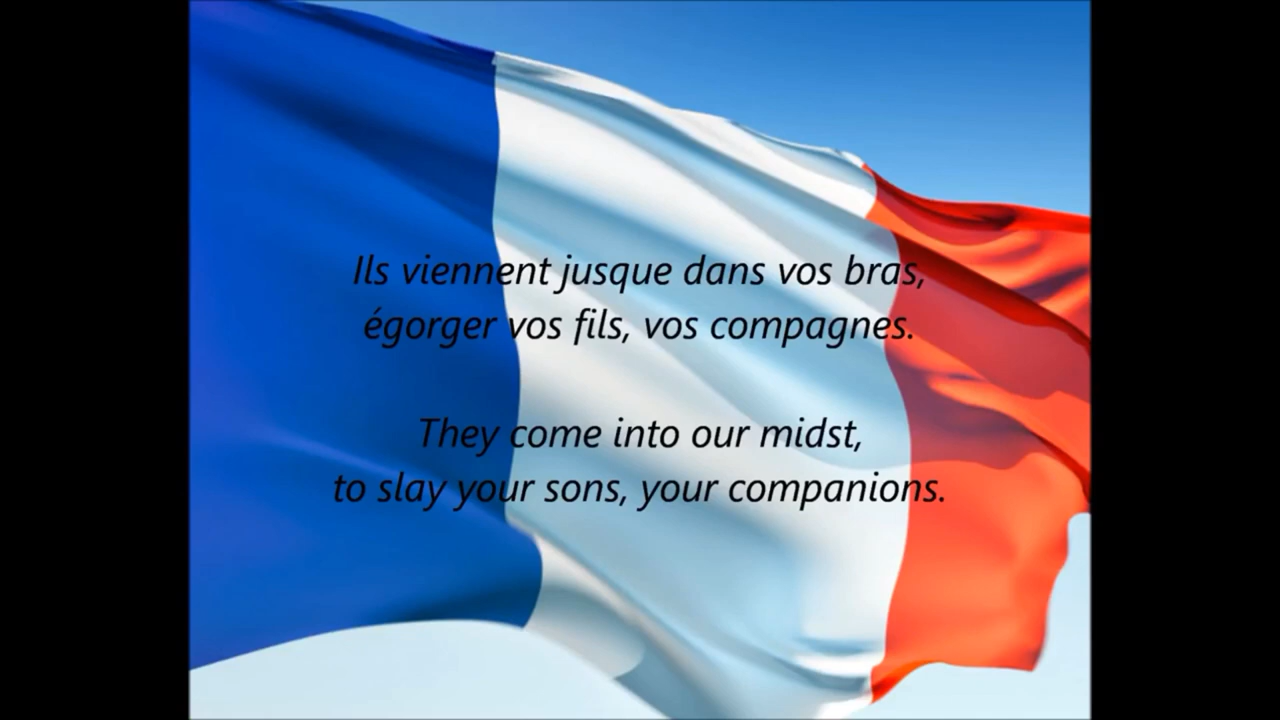 Ils viennent jusque dans vos bras,
égorger vos fils, vos compagnes.
They come into our midst,
to slay your sons, your companions.